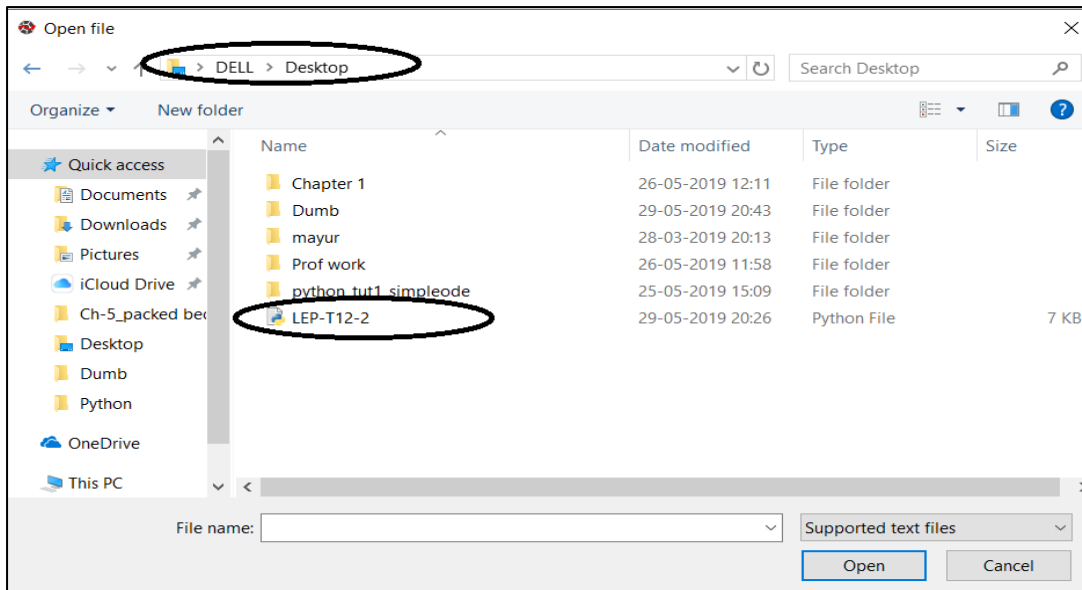 Open file
DELL > Desktop
Search Desktop
Organize
New folder
Name Date modified Type Size
Quick access
Documents
Downloads
Pictures
iCloud Drive
Ch-5_packed bec
Desktop
Dumb
Python
OneDrive
This PC
Chapter 1 26-05-2019 12:11 File folder
Dumb 29-05-2019 20:43 File folder
mayur 28-03-2019 20:13 File folder
Prof work 26-05-2019 11:58 File folder
python_tut1_simpleode 25-05-2019 15:09 File folder
LEP-T12-2 29-05-2019 20:26 Python File 7 KB
File name:
Supported text files
Open Cancel